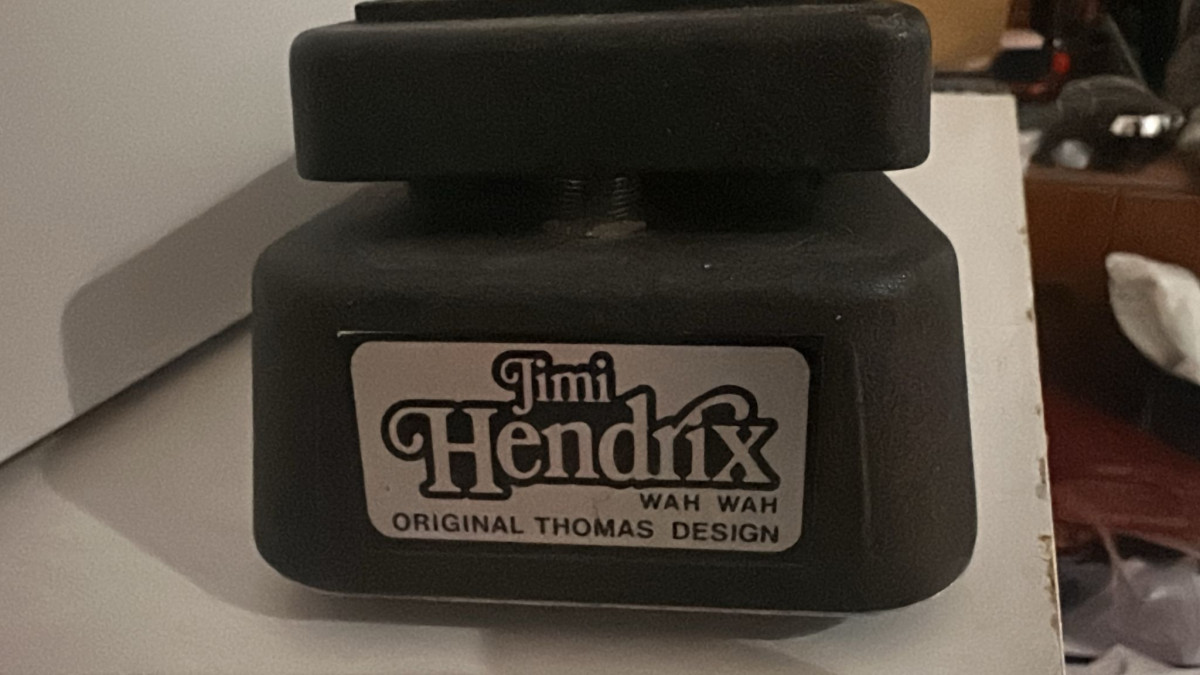 Jimi
Hendrix
WAH WAH
ORIGINAL THOMAS DESIGN